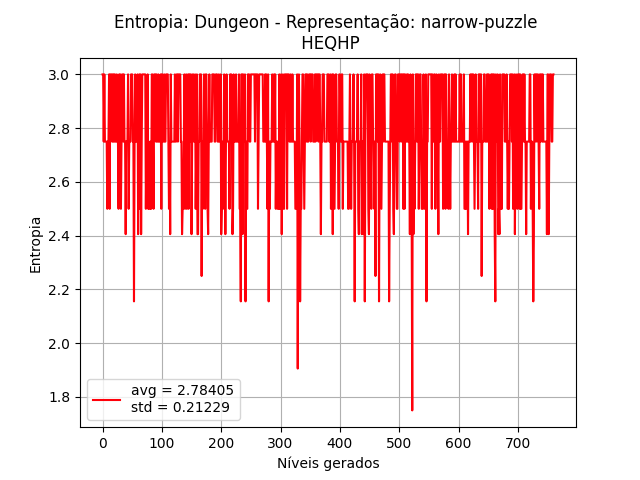 Entropia: Dungeon - Representação: narrow-puzzle
HEQHP
3.0
2.8
2.6
2.4
2.2
2.0
1.8
Entropia
avg = 2.78405
std = 0.21229
0 100 200 300 400 500 600 700
Níveis gerados